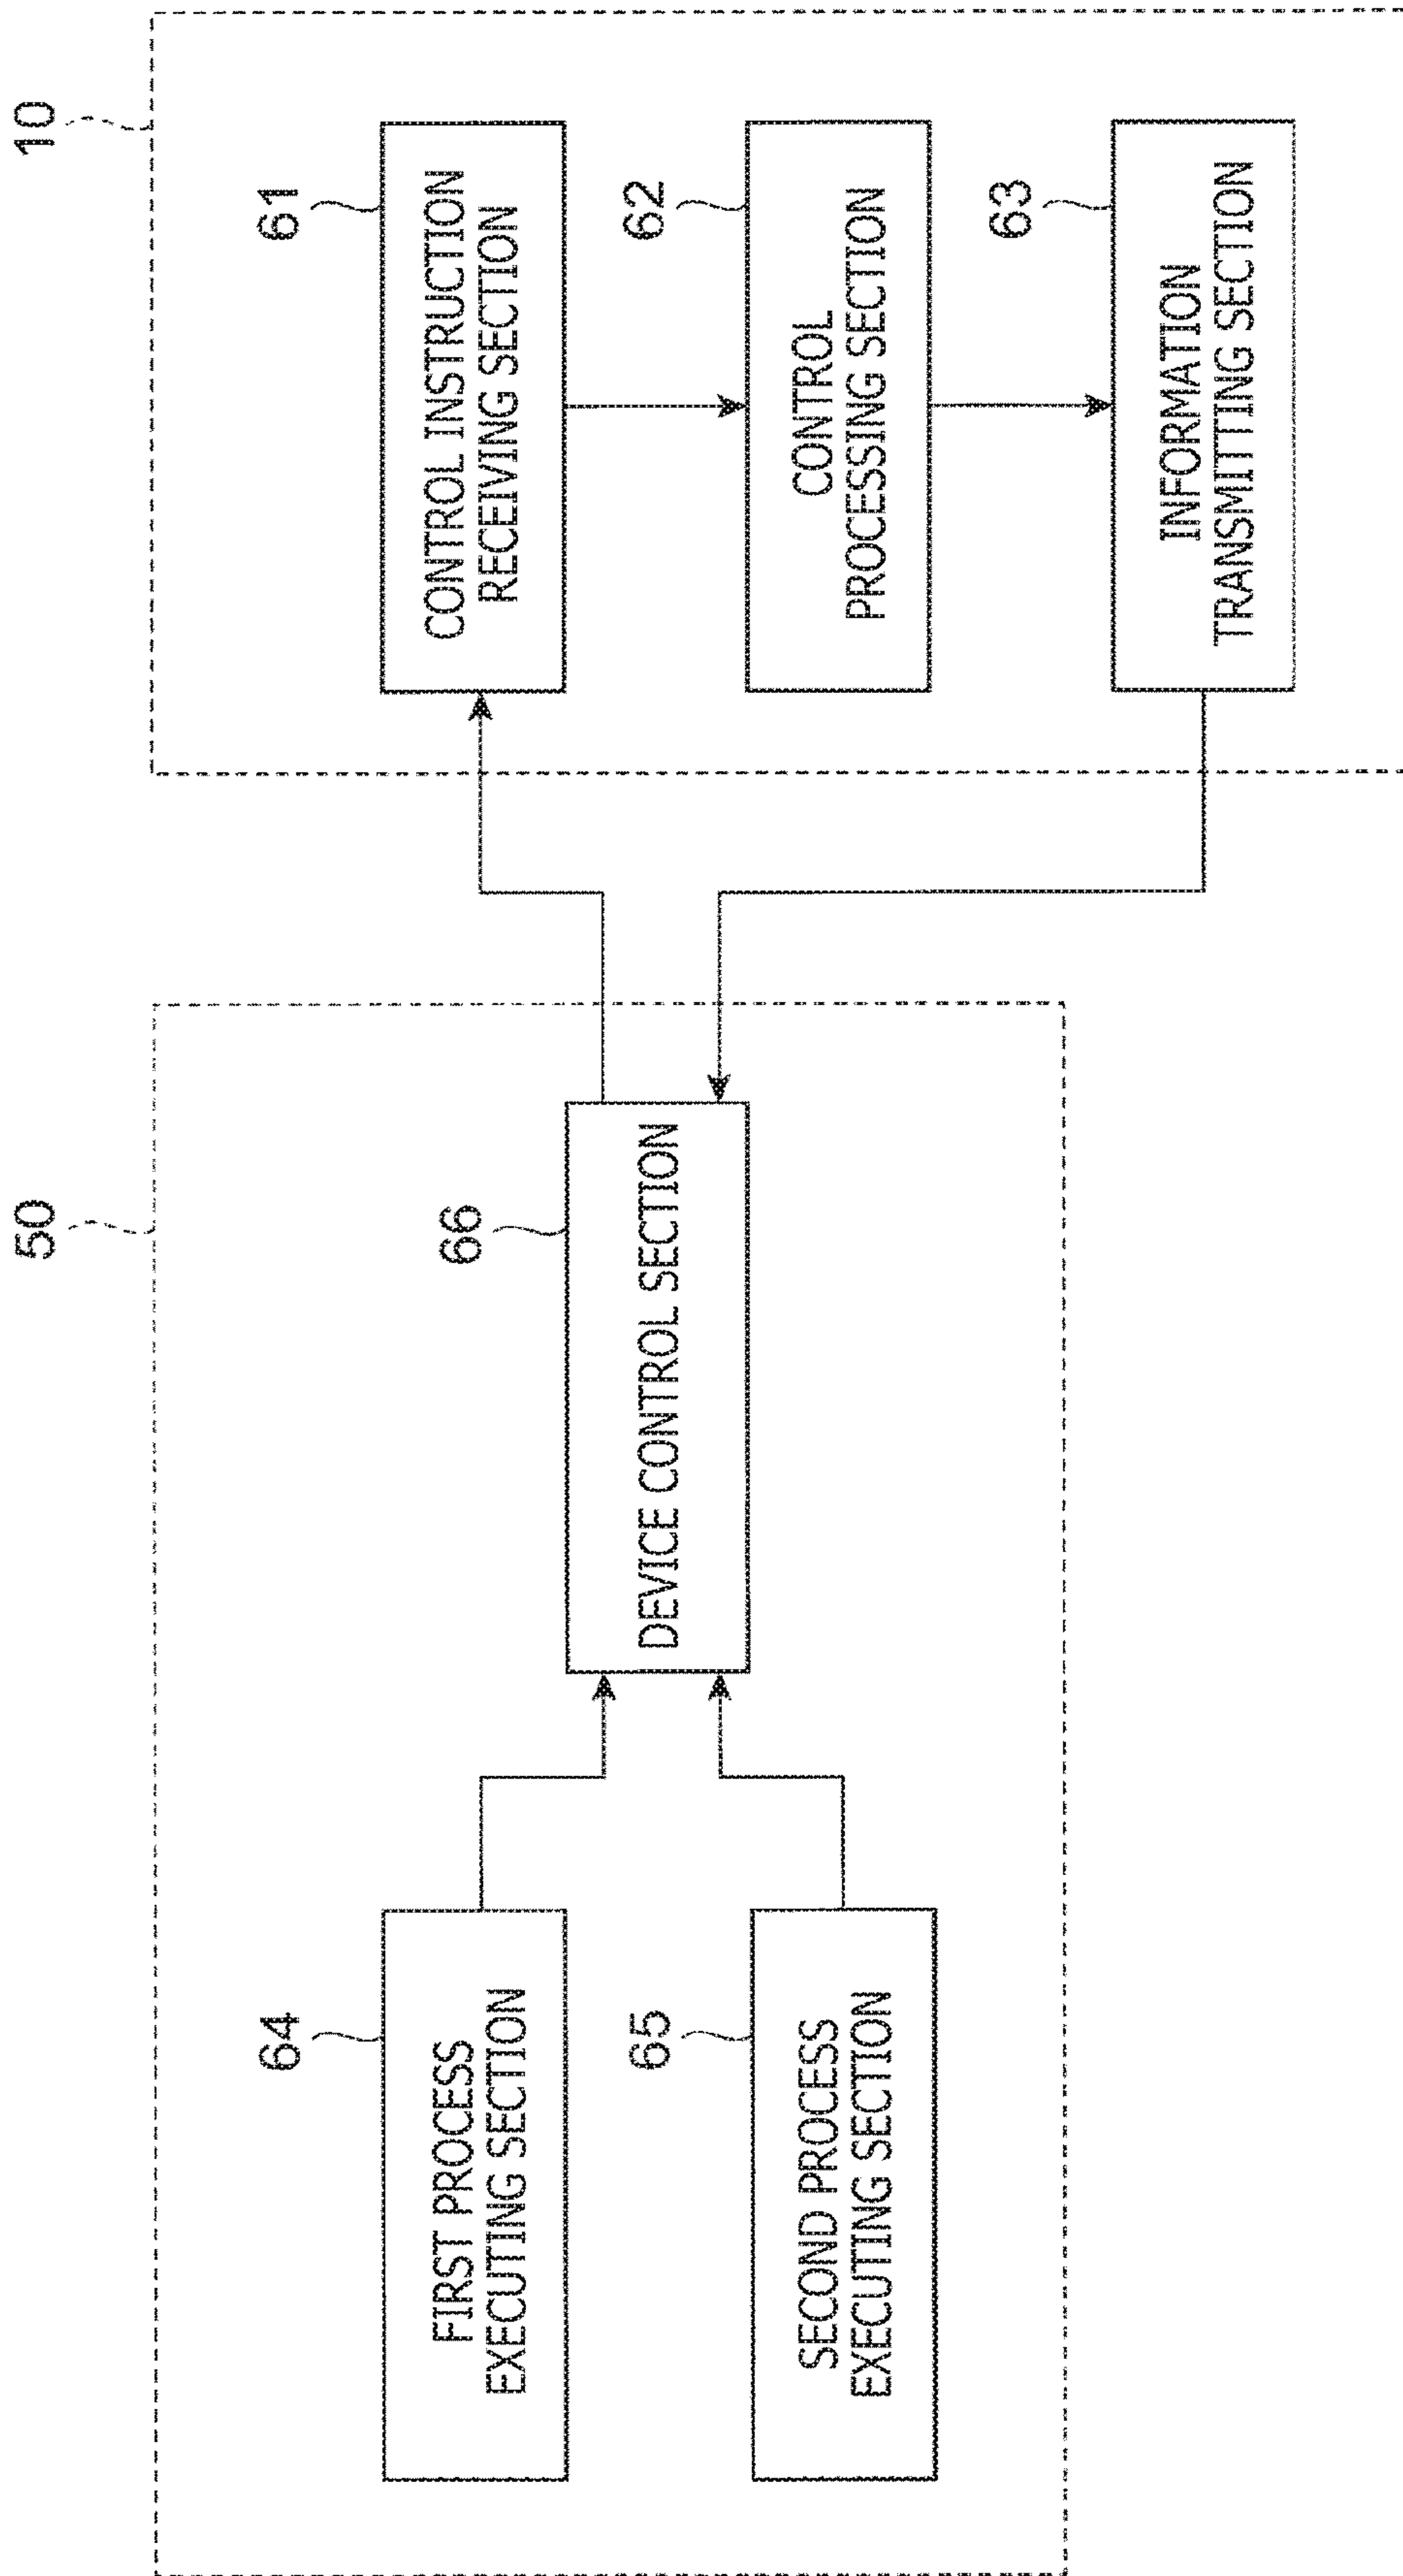 50
10
64
FIRST PROCESS
EXECUTING SECTION
65
SECOND PROCESS
EXECUTING SECTION
66
DEVICE CONTROL SECTION
61
CONTROL INSTRUCTION
RECEIVING SECTION
62
CONTROL
PROCESSING SECTION
63
INFORMATION
TRANSMITTING SECTION